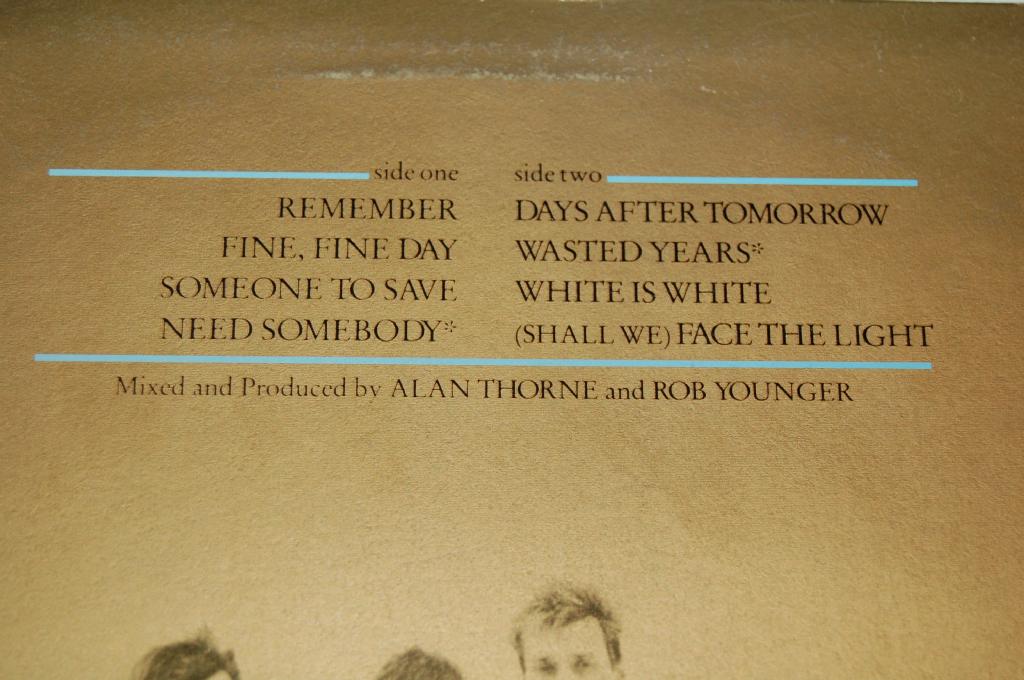 side one
REMEMBER
FINE, FINE DAY
SOMEONE TO SAVE
NEED SOMEBODY*
side two
DAYS AFTER TOMORROW
WASTED YEARS*
WHITE IS WHITE
(SHALL WE) FACE THE LIGHT
Mixed and Produced by ALAN THORNE and ROB YOUNGER